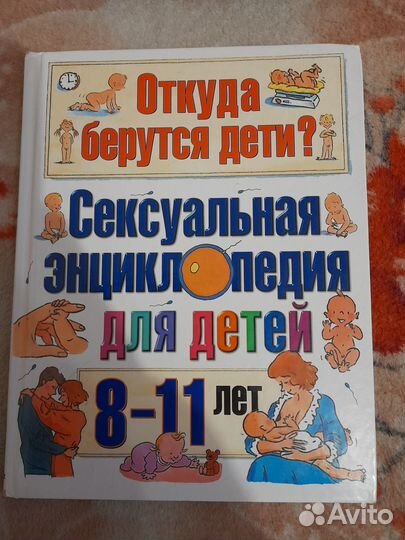 Откуда
берутся дети?
Сексуальная
энциклопедия
для детей
8-11 лет
Avito